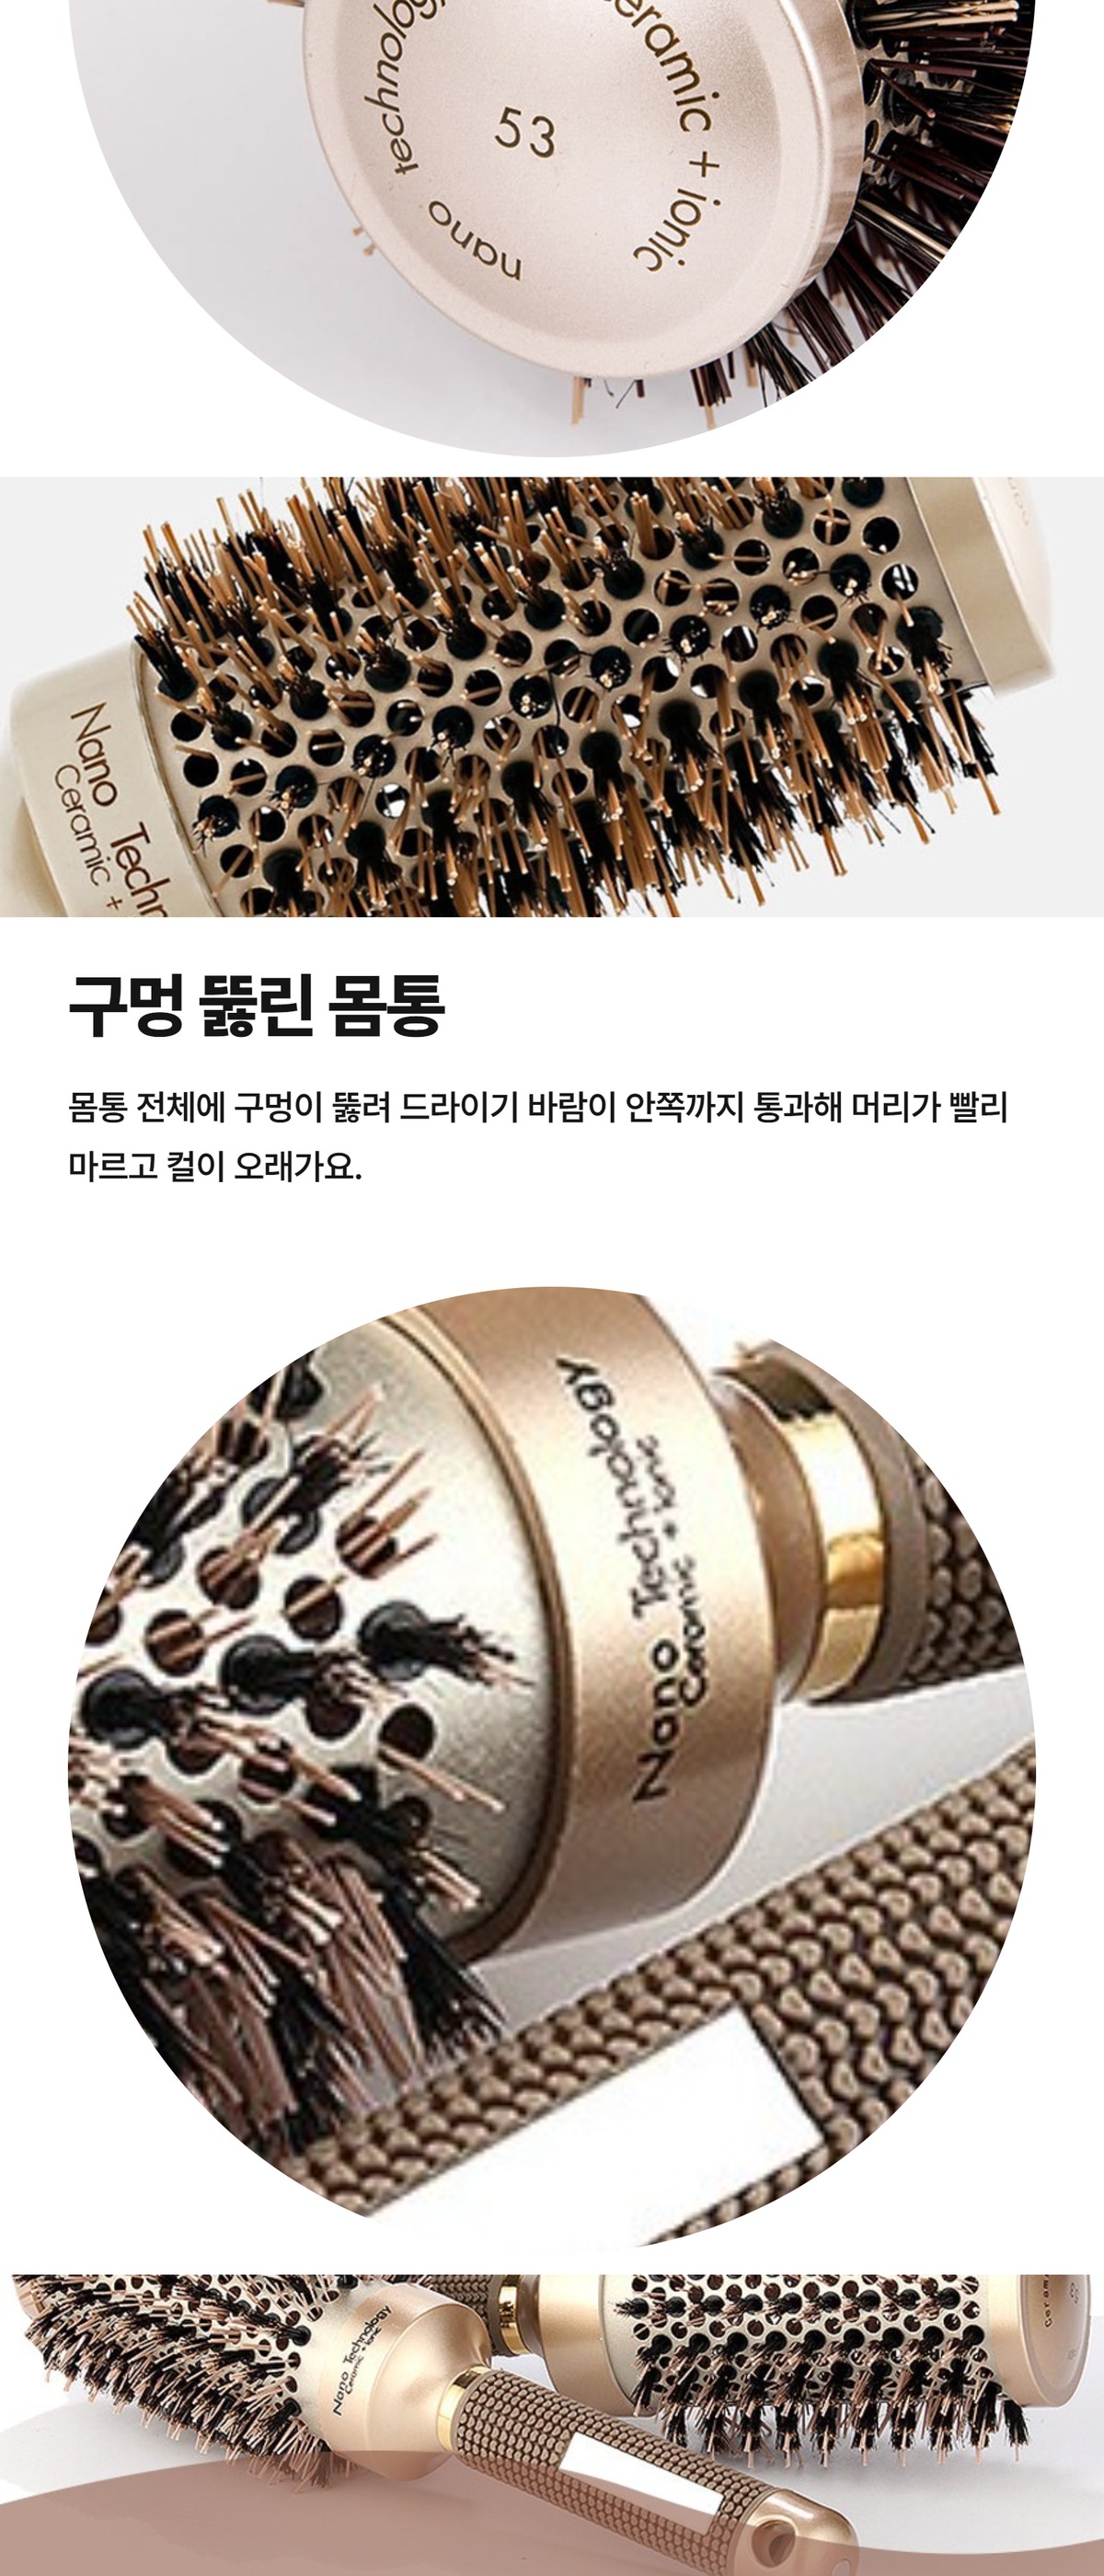 nano technology
ceramic + ionic
53
Nano Techn
Ceramic +
구멍 뚫린 몸통
몸통 전체에 구멍이 뚫려 드라이기 바람이 안쪽까지 통과해 머리가 빨리
마르고 컬이 오래가요.
Nano Technology
Ceramic + Ionic
Nano Technology
Ceramic + Ionic